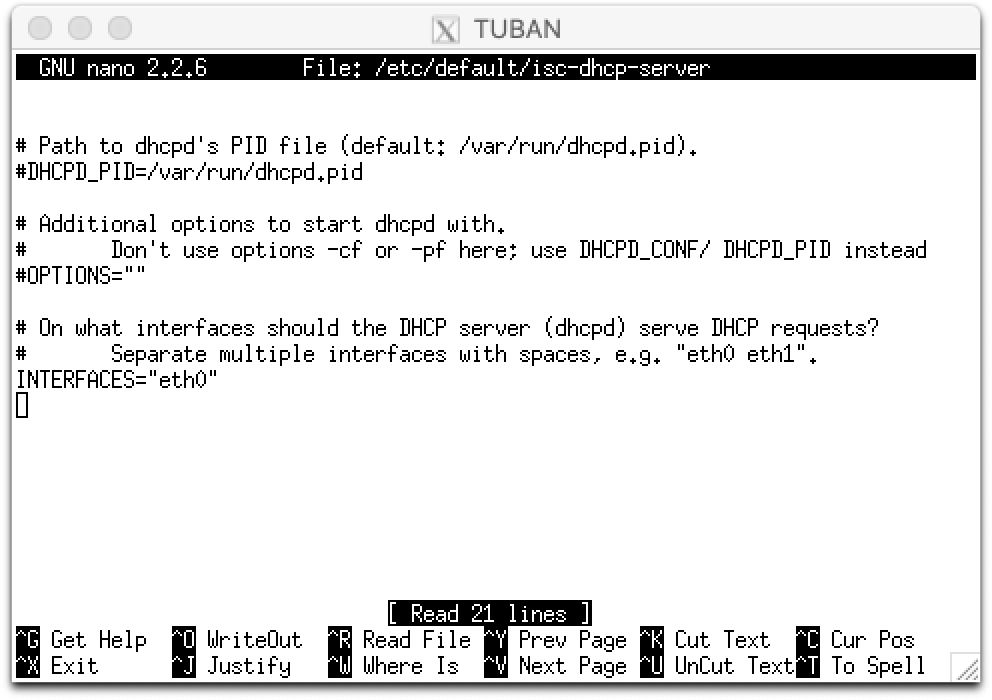 TUBAN
GNU nano 2.2.6 File: /etc/default/isc-dhcp-server
# Path to dhcpd's PID file (default: /var/run/dhcpd.pid).
#DHCPD_PID=/var/run/dhcpd.pid
# Additional options to start dhcpd with.
# Don't use options -cf or -pf here; use DHCPD_CONF/ DHCPD_PID instead
#OPTIONS=""
# On what interfaces should the DHCP server (dhcpd) serve DHCP requests?
# Separate multiple interfaces with spaces, e.g. "eth0 eth1".
INTERFACES="eth0"
[ Read 21 lines ]
^G Get Help ^O WriteOut ^R Read File ^Y Prev Page ^K Cut Text ^C Cur Pos
^X Exit ^J Justify ^W Where Is ^V Next Page ^U UnCut Text ^T To Spell